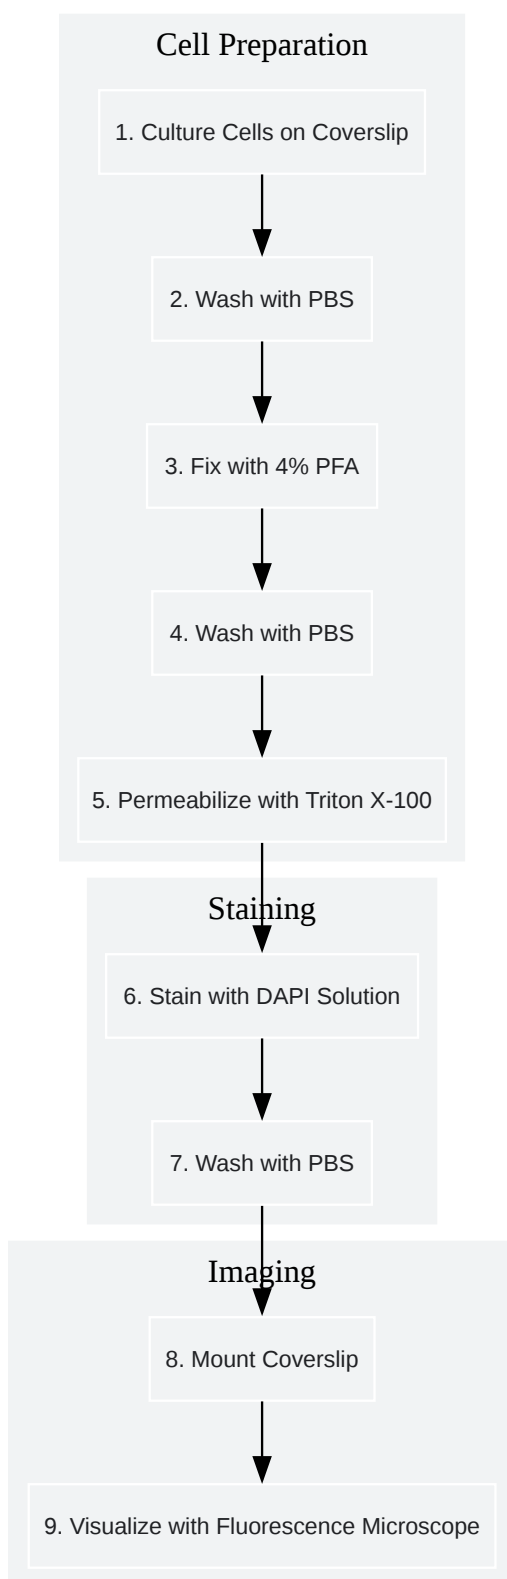 Cell Preparation
1. Culture Cells on Coverslip
2. Wash with PBS
3. Fix with 4% PFA
4. Wash with PBS
5. Permeabilize with Triton X-100
Staining
6. Stain with DAPI Solution
7. Wash with PBS
Imaging
8. Mount Coverslip
9. Visualize with Fluorescence Microscope